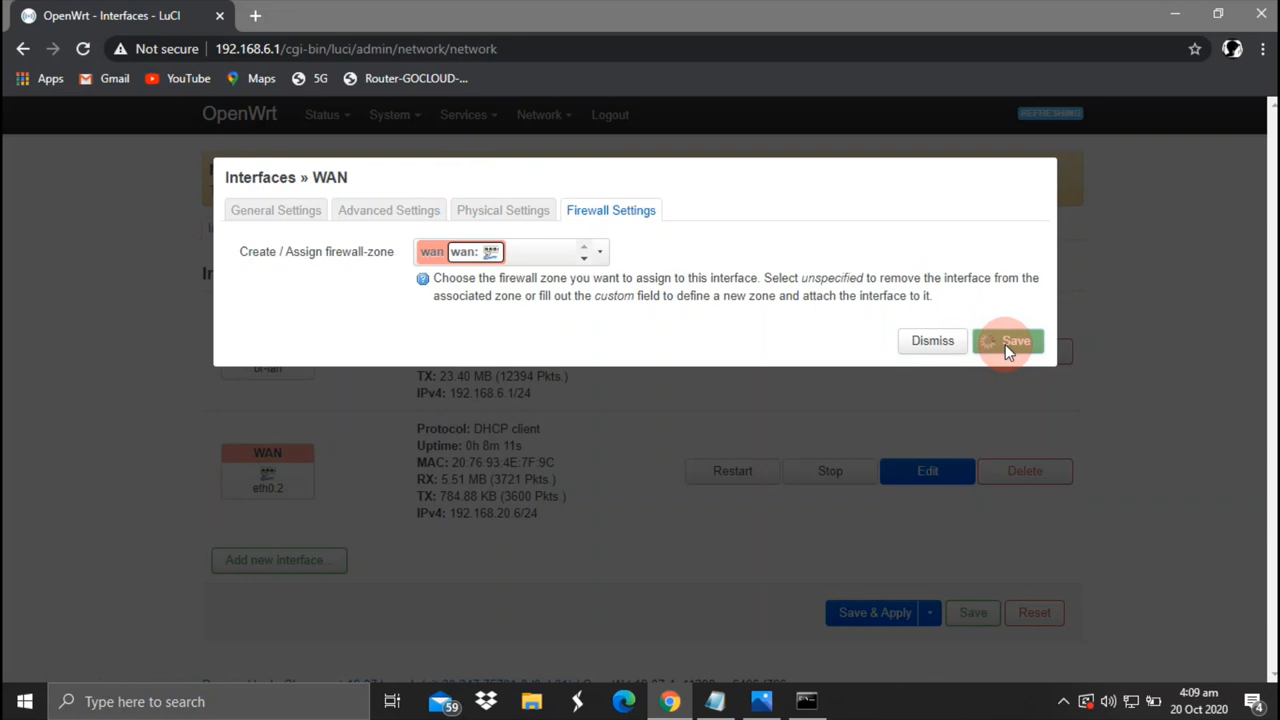 OpenWrt - Interfaces - LuCI
Not secure
192.168.6.1/cgi-bin/luci/admin/network/network
Apps Gmail YouTube Maps 5G Router-GOCLOUD-...
OpenWrt Status System Services Network Logout REFRESHING
Interfaces » WAN
General Settings Advanced Settings Physical Settings Firewall Settings
Create / Assign firewall-zone
wan wan:
Choose the firewall zone you want to assign to this interface. Select unspecified to remove the interface from the
associated zone or fill out the custom field to define a new zone and attach the interface to it.
Dismiss Save
br-lan
TX: 23.40 MB (12394 Pkts.)
IPv4: 192.168.6.1/24
WAN
eth0.2
Protocol: DHCP client
Uptime: 0h 8m 11s
MAC: 20:76:93:4E:7F:9C
RX: 5.51 MB (3721 Pkts.)
TX: 784.88 KB (3600 Pkts.)
IPv4: 192.168.20.6/24
Restart Stop Edit Delete
Add new interface...
Save & Apply Save Reset
Type here to search
59
4:09 am
20 Oct 2020
4